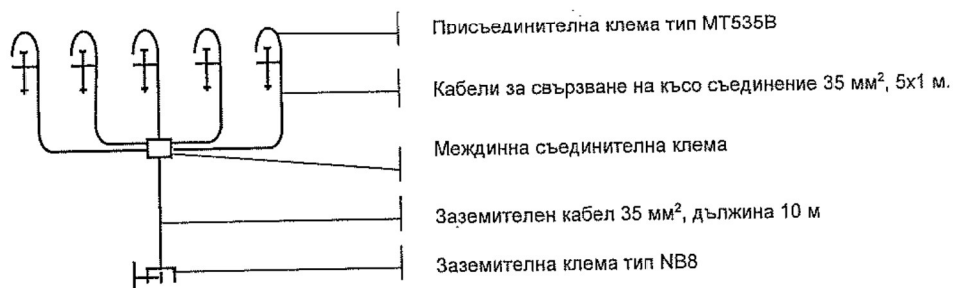 Присъединителна клема тип МТ535В
Кабели за свързване на късо съединение 35 мм², 5х1 м.
Междинна съединителна клема
Заземителен кабел 35 мм², дължина 10 м
Заземителна клема тип NB8